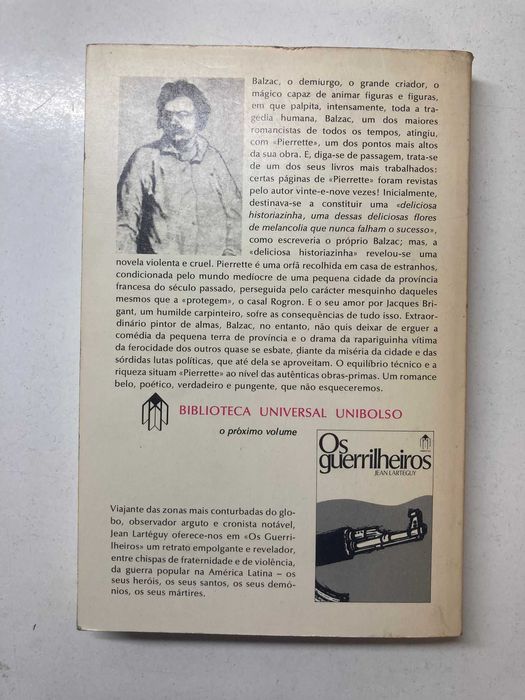 Balzac, o demiurgo, o grande criador, o
mágico capaz de animar figuras e figuras,
em que palpita, intensamente, toda a tra-
gedia humana, Balzac, um dos maiores
romancistas de todos os tempos, atingiu,
com «Pierrette», um dos pontos mais altos
da sua obra. E, diga-se de passagem, trata-se
de um dos seus livros mais trabalhados:
certas páginas de «Pierrette» foram revistas
pelo autor vinte-e-nove vezes! Inicialmente,
destinava-se a constituir uma «deliciosa
historiazinha, uma dessas deliciosas flores
de melancolia que nunca falham o sucesso»,
como escreveria o próprio Balzac; mas, a
«deliciosa historiazinha» revelou-se uma
novela violenta e cruel. Pierrette é uma orfã recolhida em casa de estranhos,
condicionada pelo mundo medíocre de uma pequena cidade da província
francesa do século passado, perseguida pelo carácter mesquinho daqueles
mesmos que a «protegem», o casal Rogron. E o seu amor por Jacques Bri-
gant, um humilde carpinteiro, sofre as consequências de tudo isso. Extraor-
dinário pintor de almas, Balzac, no entanto, não quis deixar de erguer a
comédia da pequena terra de província e o drama da rapariguinha vítima
da ferocidade dos outros quase se esbate, diante da miséria da cidade e das
sórdidas lutas políticas, que até dela se aproveitam. O equilíbrio técnico e a
riqueza situam «Pierrette» ao nível das autênticas obras-primas. Um romance
belo, poético, verdadeiro e pungente, que não esqueceremos.
BIBLIOTECA UNIVERSAL UNIBOLSO
o próximo volume
Os
guerrilheiros
JEAN LARTEGUY
Viajante das zonas mais conturbadas do glo-
bo, observador arguto e cronista notável,
Jean Lartéguy oferece-nos em «Os Guerri-
lheiros» um retrato empolgante e revelador,
entre chispas de fraternidade e de violência,
da guerra popular na América Latina – os
seus heróis, os seus santos, os seus demó-
nios, os seus mártires.